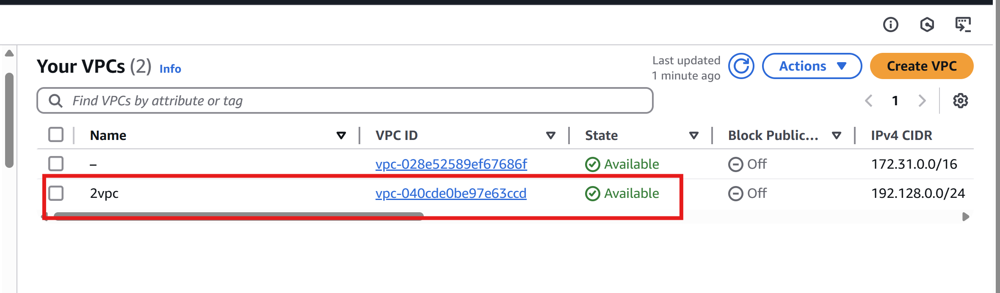 Your VPCs (2) Info
Last updated
1 minute ago
Actions
Create VPC
Find VPCs by attribute or tag
1
Name VPC ID State Block Public... IPv4 CIDR
– vpc-028e52589ef67686f Available Off 172.31.0.0/16
2vpc vpc-040cde0be97e63ccd Available Off 192.128.0.0/24